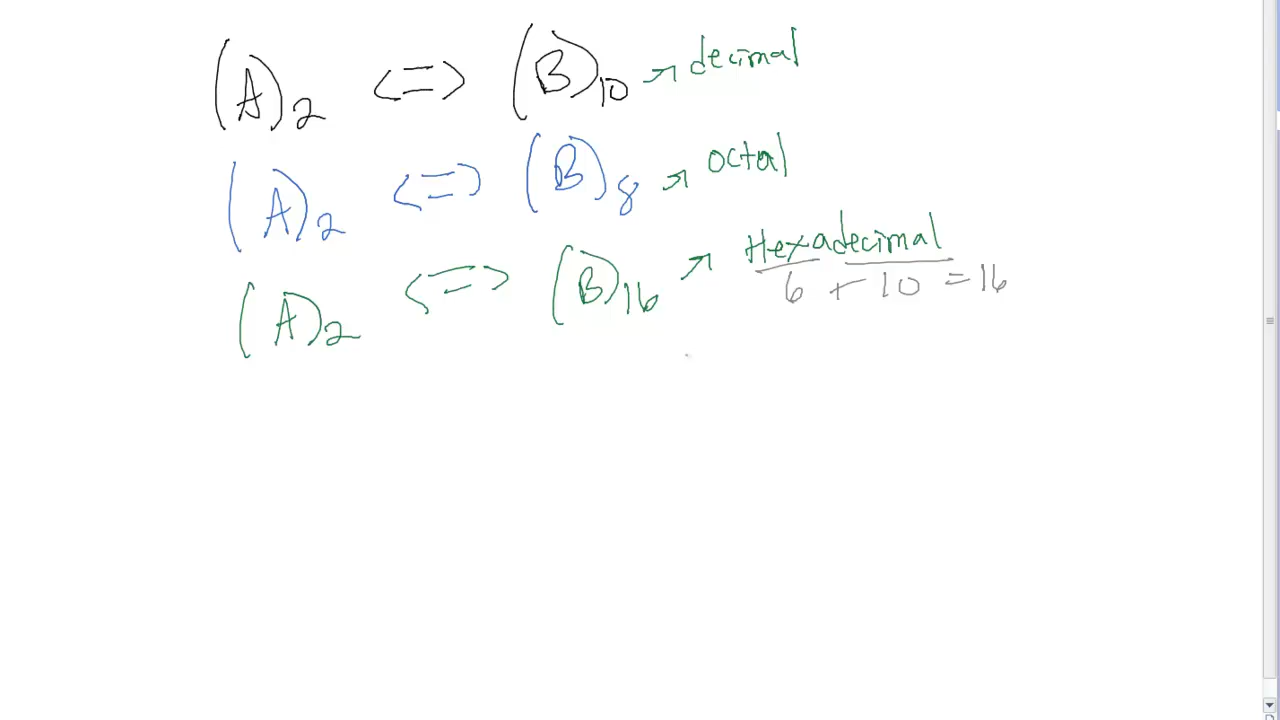 (A)₂ <=> (B)₁₀ → decimal
(A)₂ <=> (B)₈ → octal
(A)₂ <=> (B)₁₆ → Hexadecimal
6 + 10 = 16